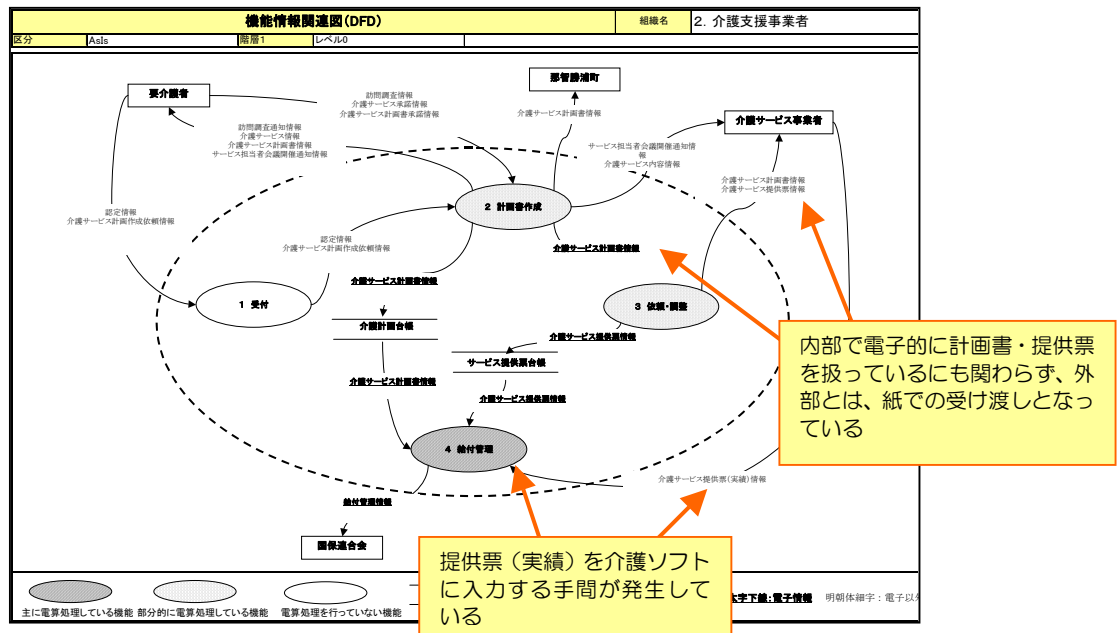 機能情報関連図(DFD)
組織名
2. 介護支援事業者
区分
AsIs
階層1
レベル0
要介護者
那智勝浦町
介護サービス事業者
訪問調査情報
介護サービス承諾情報
介護サービス計画書承諾情報
訪問調査通知情報
介護サービス情報
介護サービス計画書情報
サービス担当者会議開催通知情報
介護サービス計画書情報
サービス担当者会議開催通知情
報
介護サービス内容情報
介護サービス計画書情報
介護サービス提供票情報
認定情報
介護サービス計画作成依頼情報
認定情報
介護サービス計画作成依頼情報
2 計画書作成
介護サービス計画書情報
介護サービス計画書情報
1 受付
3 依頼・調整
介護計画台帳
介護サービス提供票情報
サービス提供票台帳
介護サービス計画書情報
介護サービス提供票情報
4 給付管理
介護サービス提供票(実績)情報
給付管理情報
国保連合会
内部で電子的に計画書・提供票
を扱っているにも関わらず、外
部とは、紙での受け渡しとなっ
ている
提供票（実績）を介護ソフト
に入力する手間が発生して
いる
主に電算処理している機能
部分的に電算処理している機能
電算処理を行っていない機能
太字下線:電子情報
明朝体細字：電子以外